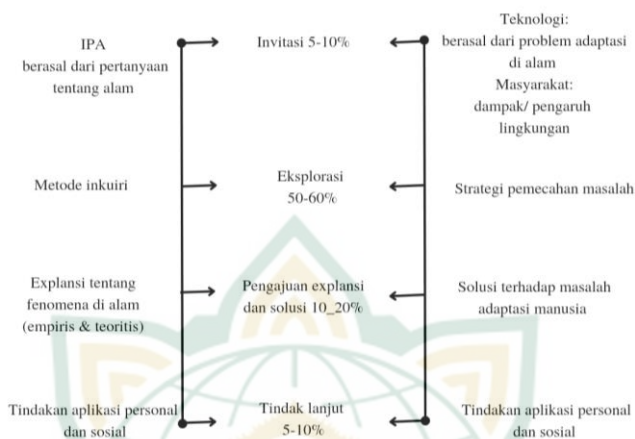 IPA
berasal dari pertanyaan
tentang alam
Invitasi 5-10%
Teknologi:
berasal dari problem adaptasi
di alam
Masyarakat:
dampak/ pengaruh
lingkungan
Metode inkuiri
Eksplorasi
50-60%
Strategi pemecahan masalah
Explansi tentang
fenomena di alam
(empiris & teoritis)
Pengajuan explansi
dan solusi 10_20%
Solusi terhadap masalah
adaptasi manusia
Tindakan aplikasi personal
dan sosial
Tindak lanjut
5-10%
Tindakan aplikasi personal
dan sosial